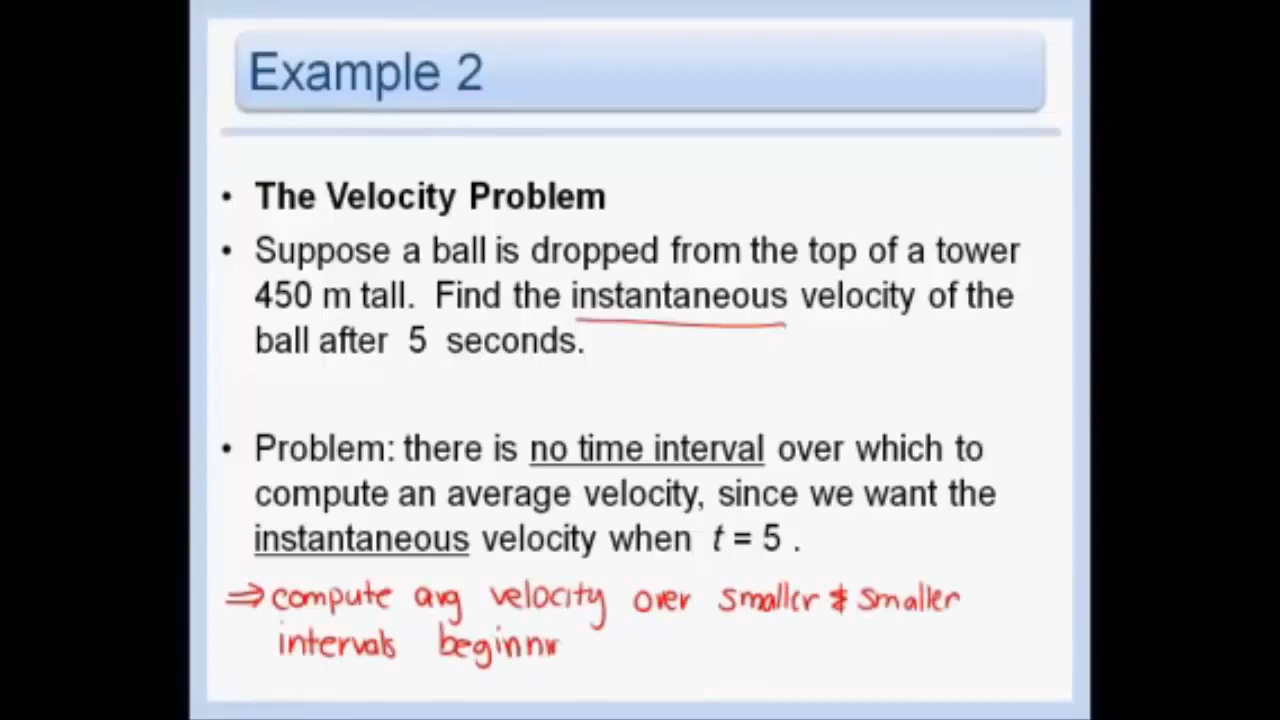 Example 2
• The Velocity Problem
• Suppose a ball is dropped from the top of a tower
450 m tall. Find the instantaneous velocity of the
ball after 5 seconds.
• Problem: there is no time interval over which to
compute an average velocity, since we want the
instantaneous velocity when t = 5 .
⇒ compute avg velocity over smaller & smaller
intervals beginn